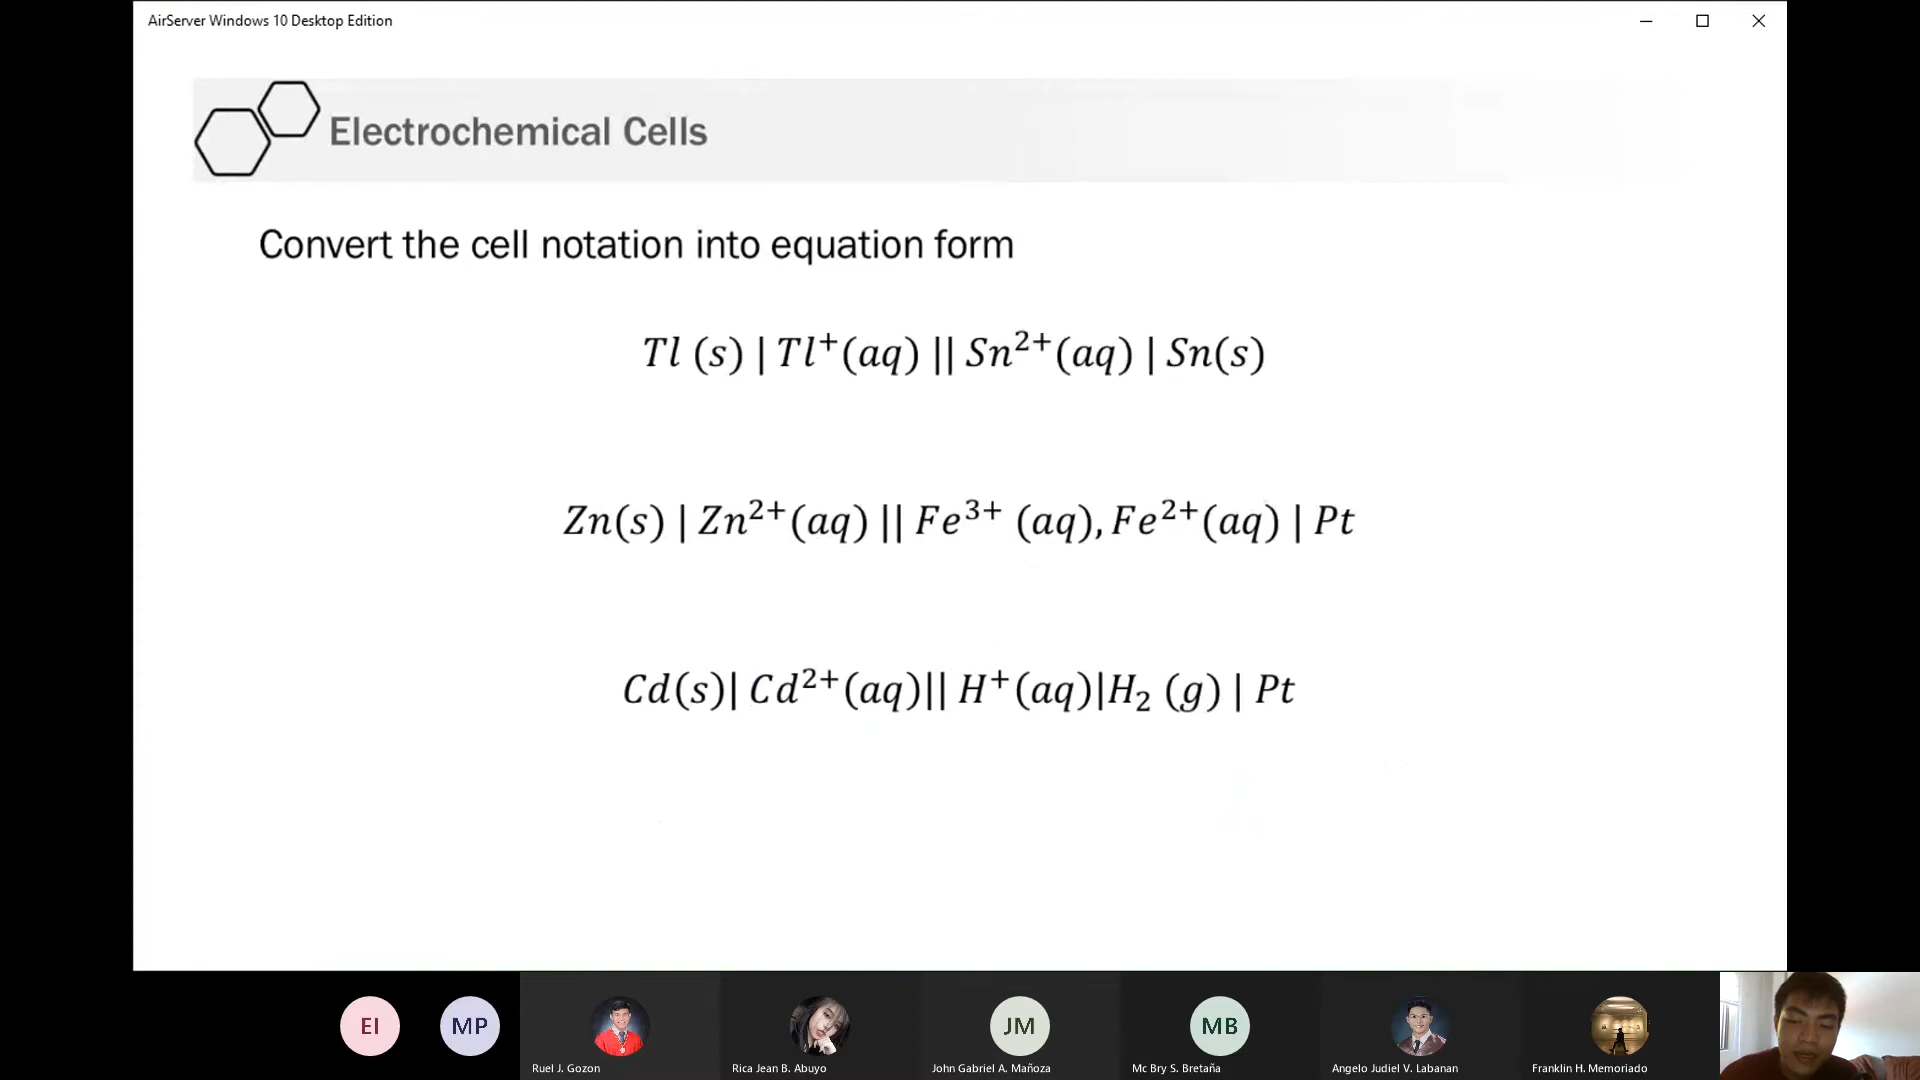 AirServer Windows 10 Desktop Edition
Electrochemical Cells
Convert the cell notation into equation form
Tl (s) | Tl⁺(aq) || Sn²⁺(aq) | Sn(s)
Zn(s) | Zn²⁺(aq) || Fe³⁺ (aq), Fe²⁺(aq) | Pt
Cd(s)| Cd²⁺(aq)|| H⁺(aq)|H₂ (g) | Pt
EI
MP
JM
MB
Ruel J. Gozon
Rica Jean B. Abuyo
John Gabriel A. Mañoza
Mc Bry S. Bretaña
Angelo Judiel V. Labanan
Franklin H. Memoriado